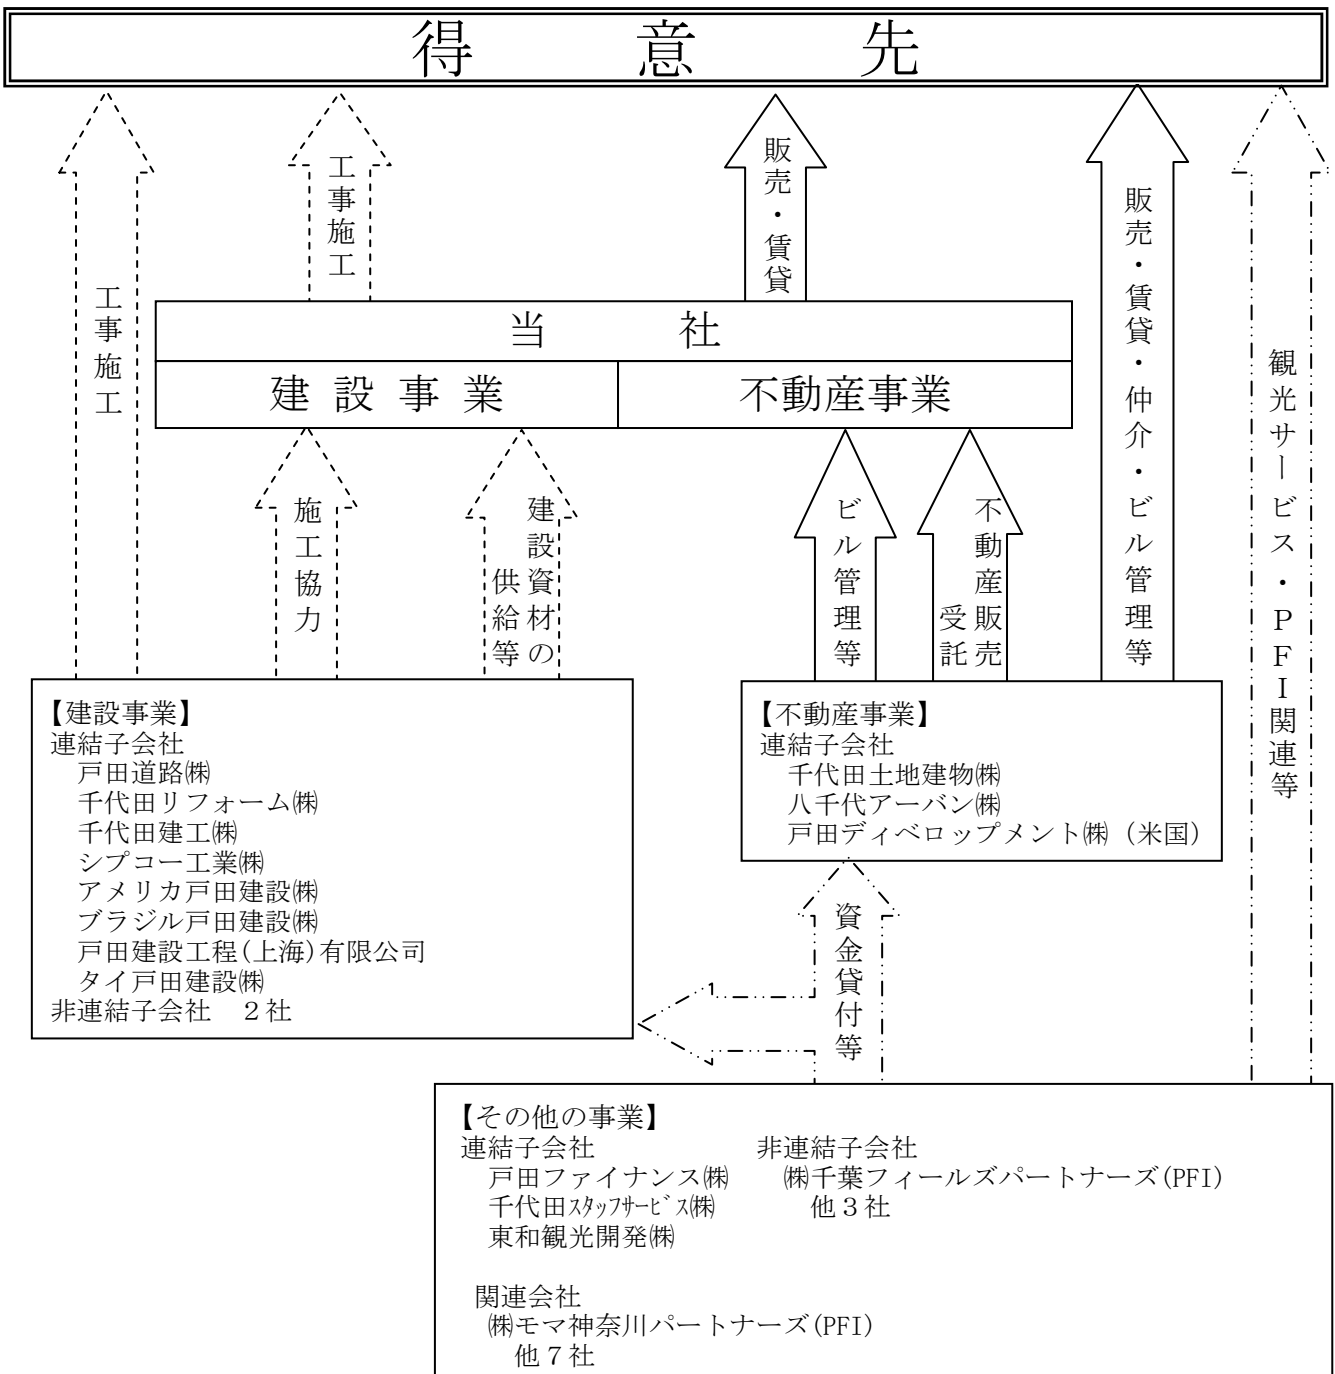 得意先
工事施工
工事施工
販売・賃貸
販売・賃貸・仲介・ビル管理等
観光サービス・ＰＦＩ関連等
当社
建設事業
不動産事業
施工協力
建設資材の
供給等
ビル管理等
不動産販売
受託
【建設事業】
連結子会社
戸田道路㈱
千代田リフォーム㈱
千代田建工㈱
シプコー工業㈱
アメリカ戸田建設㈱
ブラジル戸田建設㈱
戸田建設工程(上海)有限公司
タイ戸田建設㈱
非連結子会社　２社
【不動産事業】
連結子会社
千代田土地建物㈱
八千代アーバン㈱
戸田ディベロップメント㈱（米国）
資金貸付等
【その他の事業】
連結子会社
戸田ファイナンス㈱
千代田ｽﾀｯﾌｻｰﾋﾞｽ㈱
東和観光開発㈱
非連結子会社
㈱千葉フィールズパートナーズ(PFI)
他３社
関連会社
㈱モマ神奈川パートナーズ(PFI)
他７社